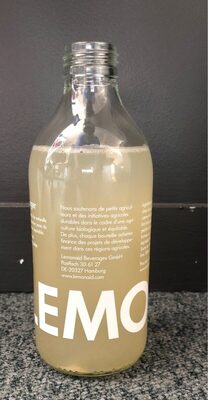 Nous soutenons de petits agricul-
teurs et des initiatives agricoles
durables dans le cadre d'une agri-
culture biologique et équitable.
De plus, chaque bouteille achetée
finance des projets de développe-
ment dans ces régions agricoles.
Lemonaid Beverages GmbH
Postfach 30 61 27
DE-20327 Hamburg
www.lemonaid.com
LEMO